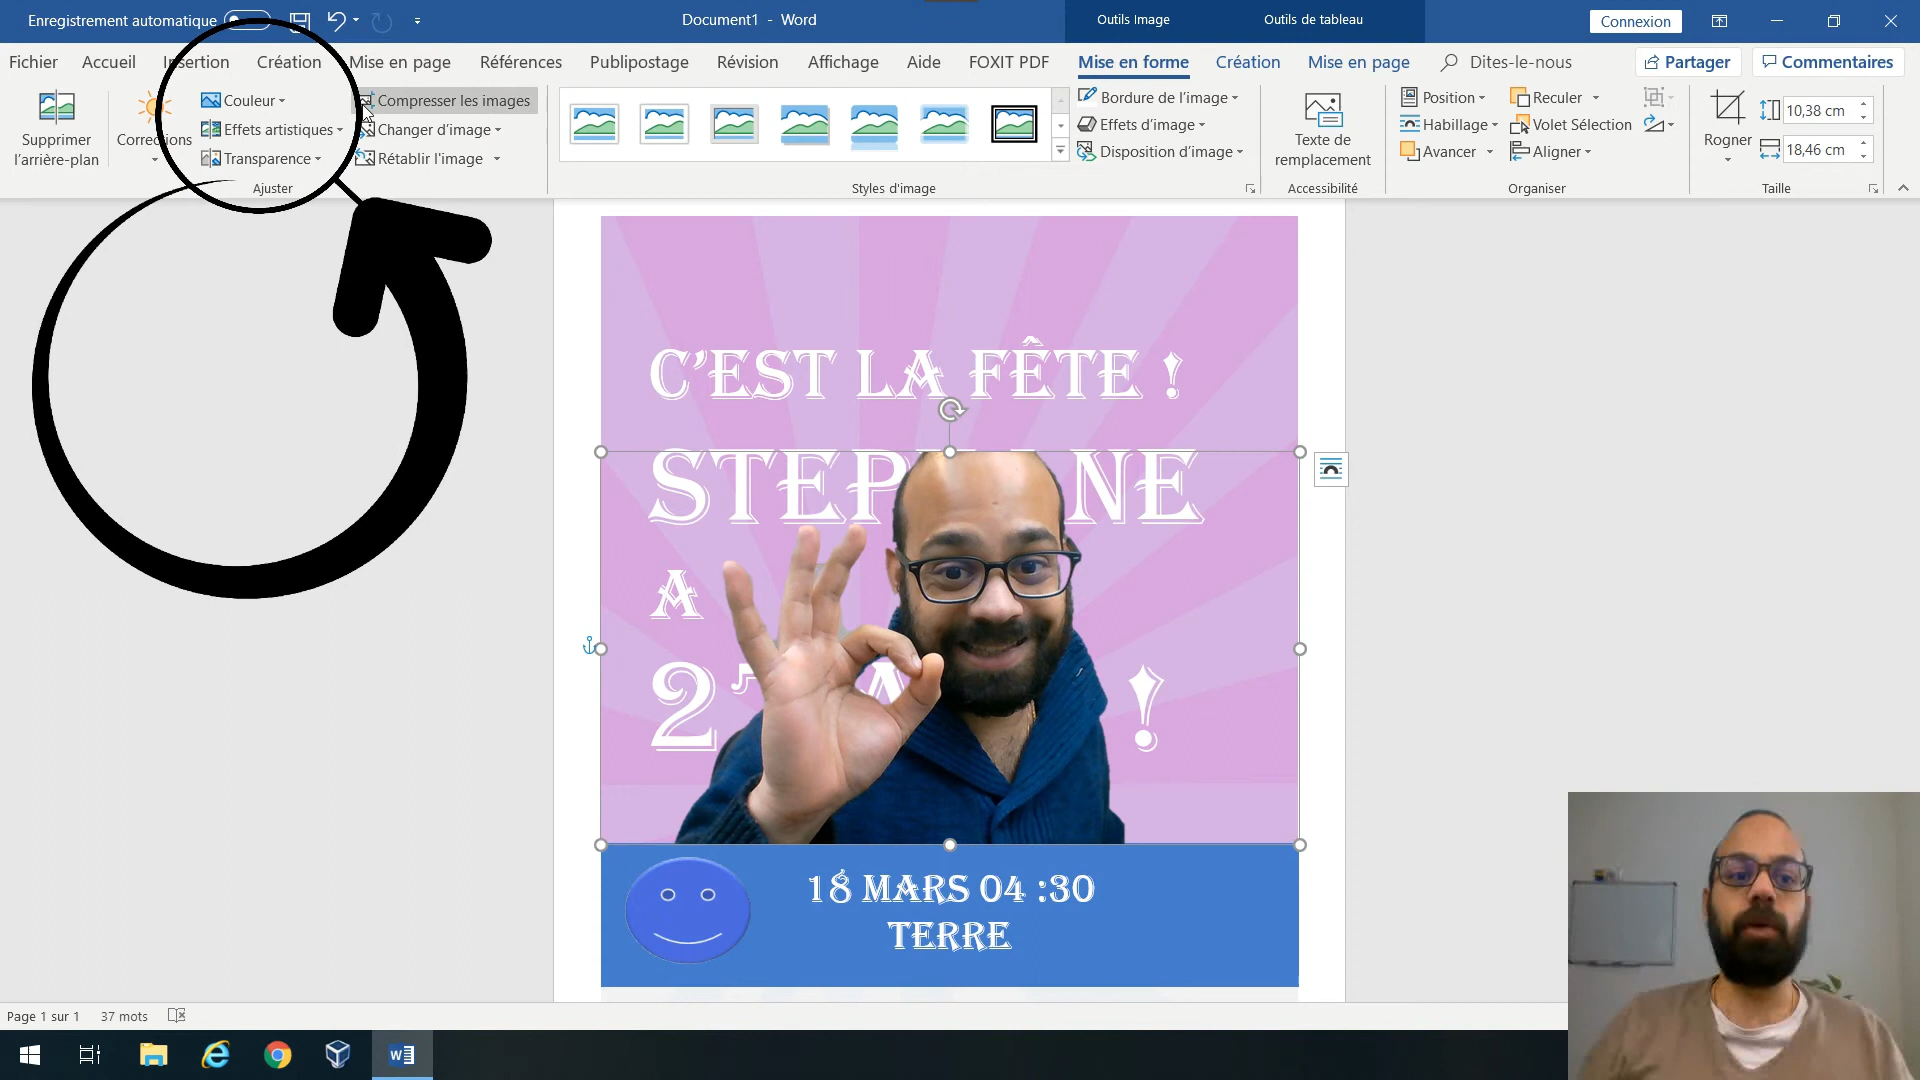 Enregistrement automatique
Document1 - Word
Outils Image
Outils de tableau
Connexion
Fichier
Accueil
Insertion
Création
Mise en page
Références
Publipostage
Révision
Affichage
Aide
FOXIT PDF
Mise en forme
Création
Mise en page
Dites-le-nous
Partager
Commentaires
Supprimer
l'arrière-plan
Corrections
Couleur
Effets artistiques
Transparence
Compresser les images
Changer d'image
Rétablir l'image
Ajuster
Styles d'image
Bordure de l'image
Effets d'image
Disposition d'image
Texte de
remplacement
Accessibilité
Position
Habillage
Avancer
Reculer
Volet Sélection
Aligner
Organiser
Rogner
10,38 cm
18,46 cm
Taille
C'EST LA FÊTE !
A
!
18 MARS 04 :30
TERRE
Page 1 sur 1
37 mots